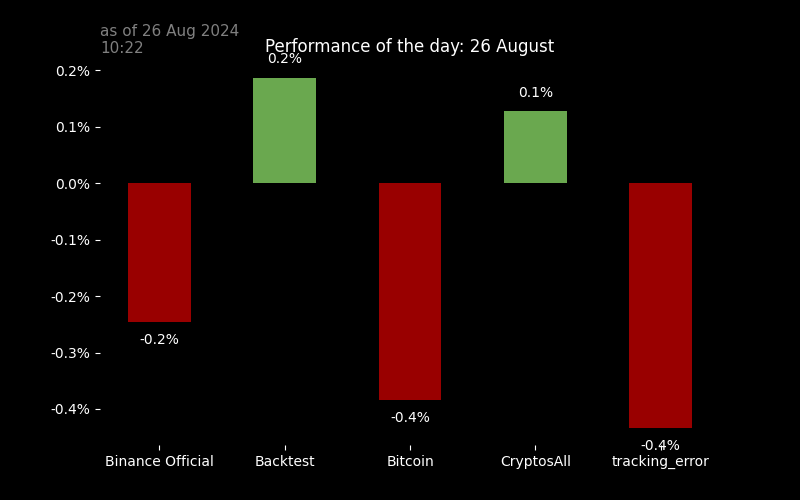 as of 26 Aug 2024
10:22
Performance of the day: 26 August
0.2%
0.1%
0.0%
-0.1%
-0.2%
-0.3%
-0.4%
0.2%
0.1%
-0.2%
-0.4%
-0.4%
Binance Official
Backtest
Bitcoin
CryptosAll
tracking_error